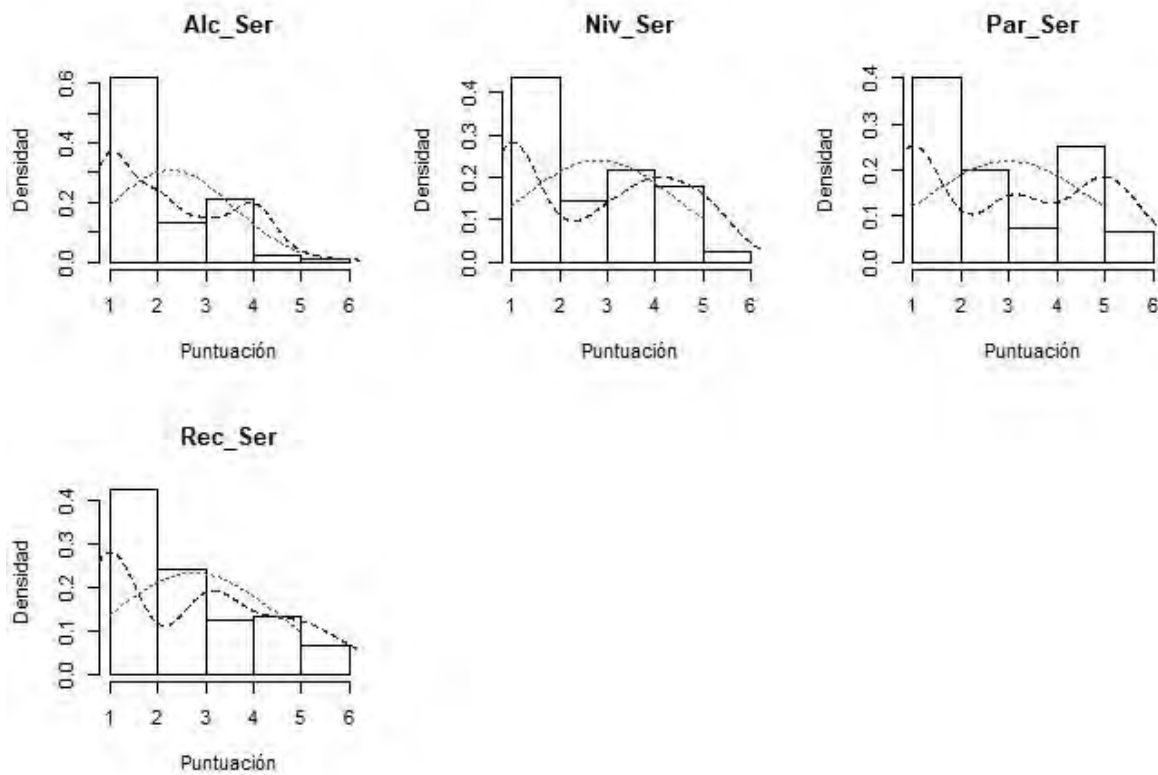 Alc_Ser
Densidad
0.0 0.2 0.4 0.6
1 2 3 4 5 6
Puntuación
Niv_Ser
Densidad
0.0 0.1 0.2 0.3 0.4
1 2 3 4 5 6
Puntuación
Par_Ser
Densidad
0.0 0.1 0.2 0.3 0.4
1 2 3 4 5 6
Puntuación
Rec_Ser
Densidad
0.0 0.1 0.2 0.3 0.4
1 2 3 4 5 6
Puntuación